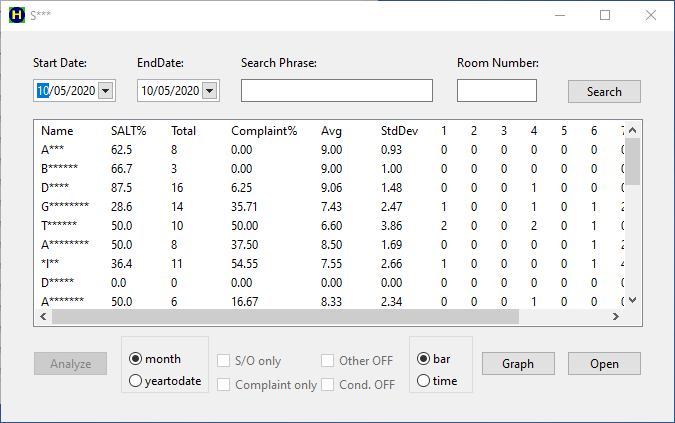 H S***
Start Date: EndDate: Search Phrase: Room Number:
10/05/2020 10/05/2020 Search
Name SALT% Total Complaint% Avg StdDev 1 2 3 4 5 6 7
A*** 62.5 8 0.00 9.00 0.93 0 0 0 0 0 0 0
B****** 66.7 3 0.00 9.00 1.00 0 0 0 0 0 0 0
D**** 87.5 16 6.25 9.06 1.48 0 0 0 1 0 0 0
G******** 28.6 14 35.71 7.43 2.47 1 0 0 1 0 1 2
T****** 50.0 10 50.00 6.60 3.86 2 0 0 2 0 1 0
A******** 50.0 8 37.50 8.50 1.69 0 0 0 0 0 1 2
*I** 36.4 11 54.55 7.55 2.66 1 0 0 0 0 1 4
D***** 0.0 0 0.00 0.00 0.00 0 0 0 0 0 0 0
A******* 50.0 6 16.67 8.33 2.34 0 0 0 1 0 0 0
Analyze month S/O only Other OFF bar Graph Open
yeartodate Complaint only Cond. OFF time